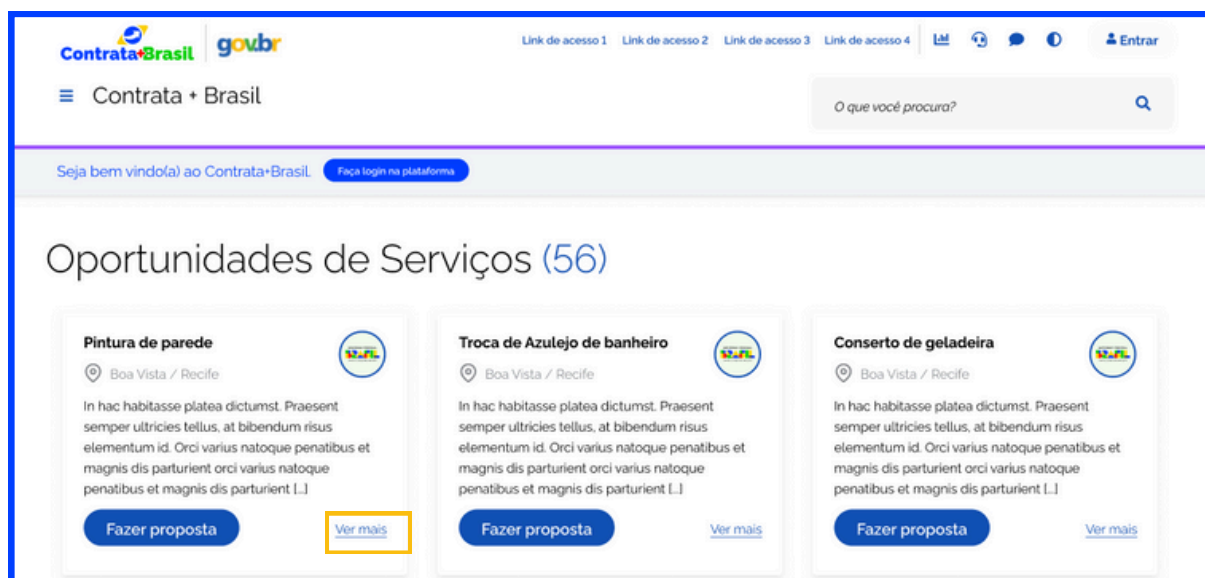 Contrata+Brasil
gov.br
Link de acesso 1 Link de acesso 2 Link de acesso 3 Link de acesso 4
Entrar
Contrata + Brasil
O que você procura?
Seja bem vindo(a) ao Contrata+Brasil.
Faça login na plataforma
Oportunidades de Serviços (56)
Pintura de parede
Boa Vista / Recife
In hac habitasse platea dictumst. Praesent
semper ultricies tellus, at bibendum risus
elementum id. Orci varius natoque penatibus et
magnis dis parturient orci varius natoque
penatibus et magnis dis parturient [...]
Fazer proposta
Ver mais
Troca de Azulejo de banheiro
Boa Vista / Recife
In hac habitasse platea dictumst. Praesent
semper ultricies tellus, at bibendum risus
elementum id. Orci varius natoque penatibus et
magnis dis parturient orci varius natoque
penatibus et magnis dis parturient [...]
Fazer proposta
Ver mais
Conserto de geladeira
Boa Vista / Recife
In hac habitasse platea dictumst. Praesent
semper ultricies tellus, at bibendum risus
elementum id. Orci varius natoque penatibus et
magnis dis parturient orci varius natoque
penatibus et magnis dis parturient [...]
Fazer proposta
Ver mais